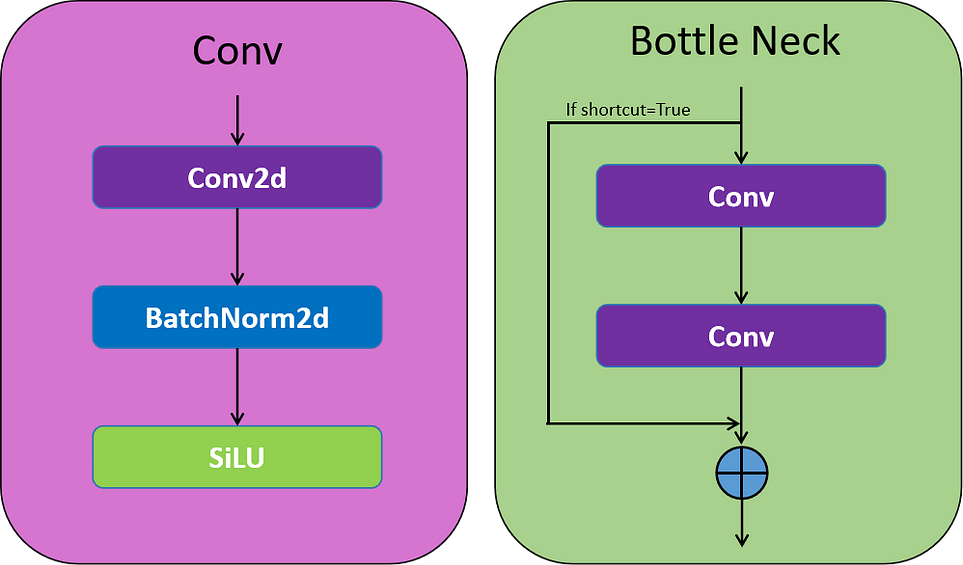 Conv
Conv2d
BatchNorm2d
SiLU
Bottle Neck
If shortcut=True
Conv
Conv